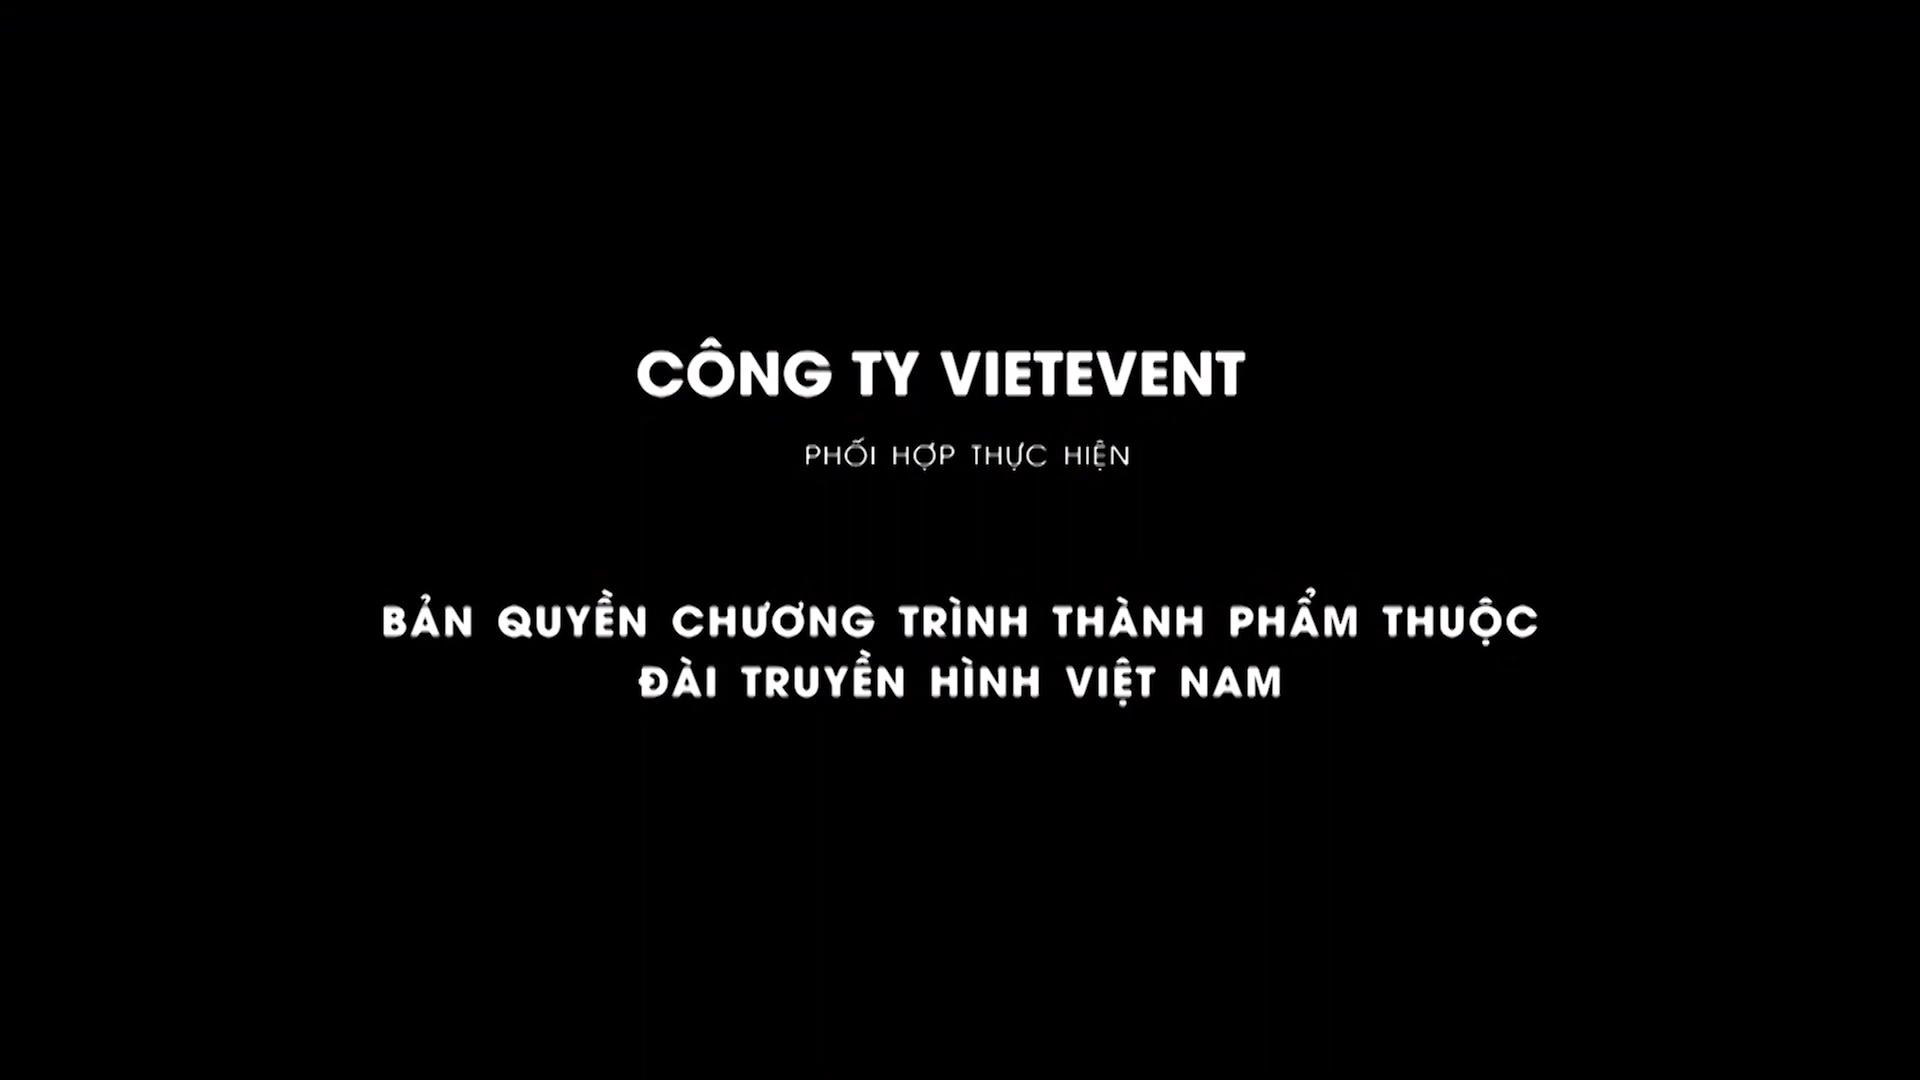 CÔNG TY VIETEVENT
PHỐI HỢP THỰC HIỆN
BẢN QUYỀN CHƯƠNG TRÌNH THÀNH PHẨM THUỘC
ĐÀI TRUYỀN HÌNH VIỆT NAM